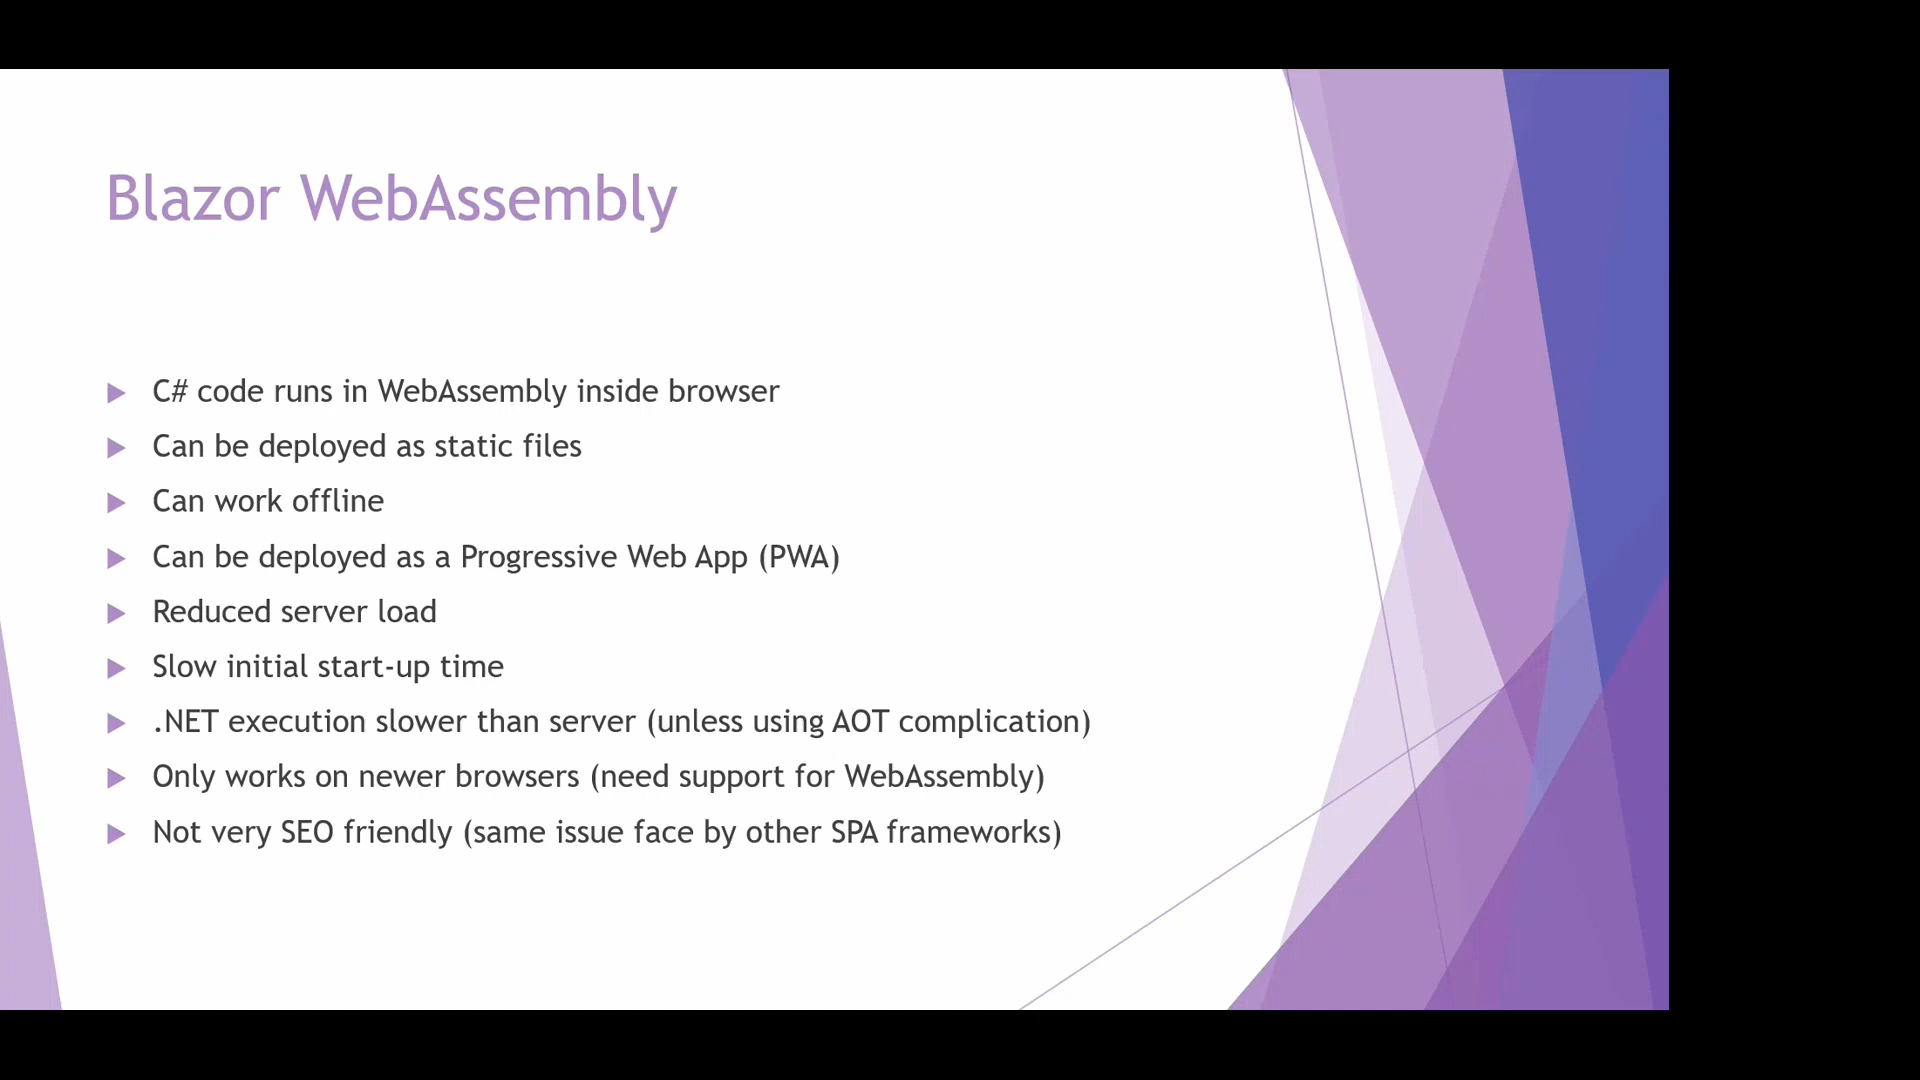 Blazor WebAssembly
C# code runs in WebAssembly inside browser
Can be deployed as static files
Can work offline
Can be deployed as a Progressive Web App (PWA)
Reduced server load
Slow initial start-up time
.NET execution slower than server (unless using AOT complication)
Only works on newer browsers (need support for WebAssembly)
Not very SEO friendly (same issue face by other SPA frameworks)